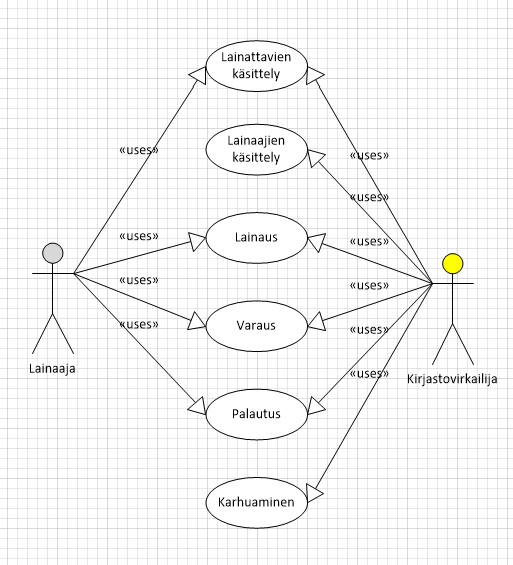 Lainattavien
käsittely
«uses»
«uses»
Lainaajien
käsittely
«uses»
«uses»
Lainaus
«uses»
«uses»
«uses»
«uses»
Varaus
«uses»
Lainaaja
«uses»
Kirjastovirkailija
Palautus
Karhuaminen